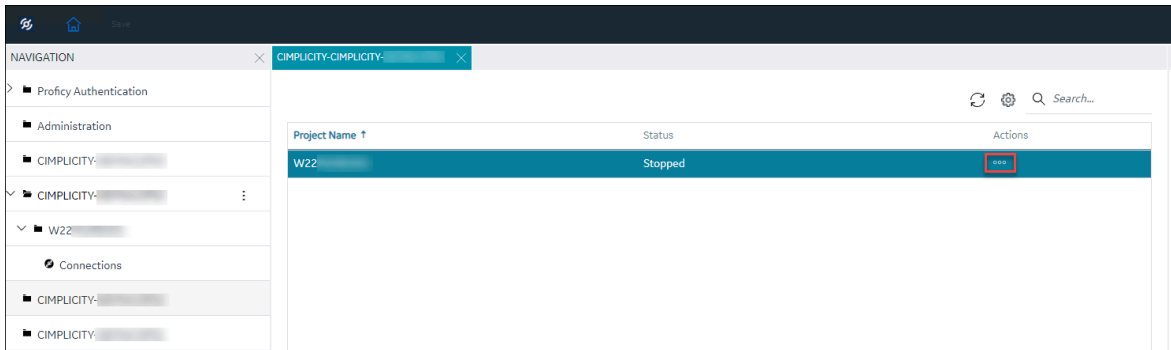 Save
NAVIGATION
CIMPLICITY-CIMPLICITY-
Proficy Authentication
Administration
CIMPLICITY-
CIMPLICITY-
W22
Connections
CIMPLICITY-
CIMPLICITY-
Search...
Project Name ↑ Status Actions
W22 Stopped